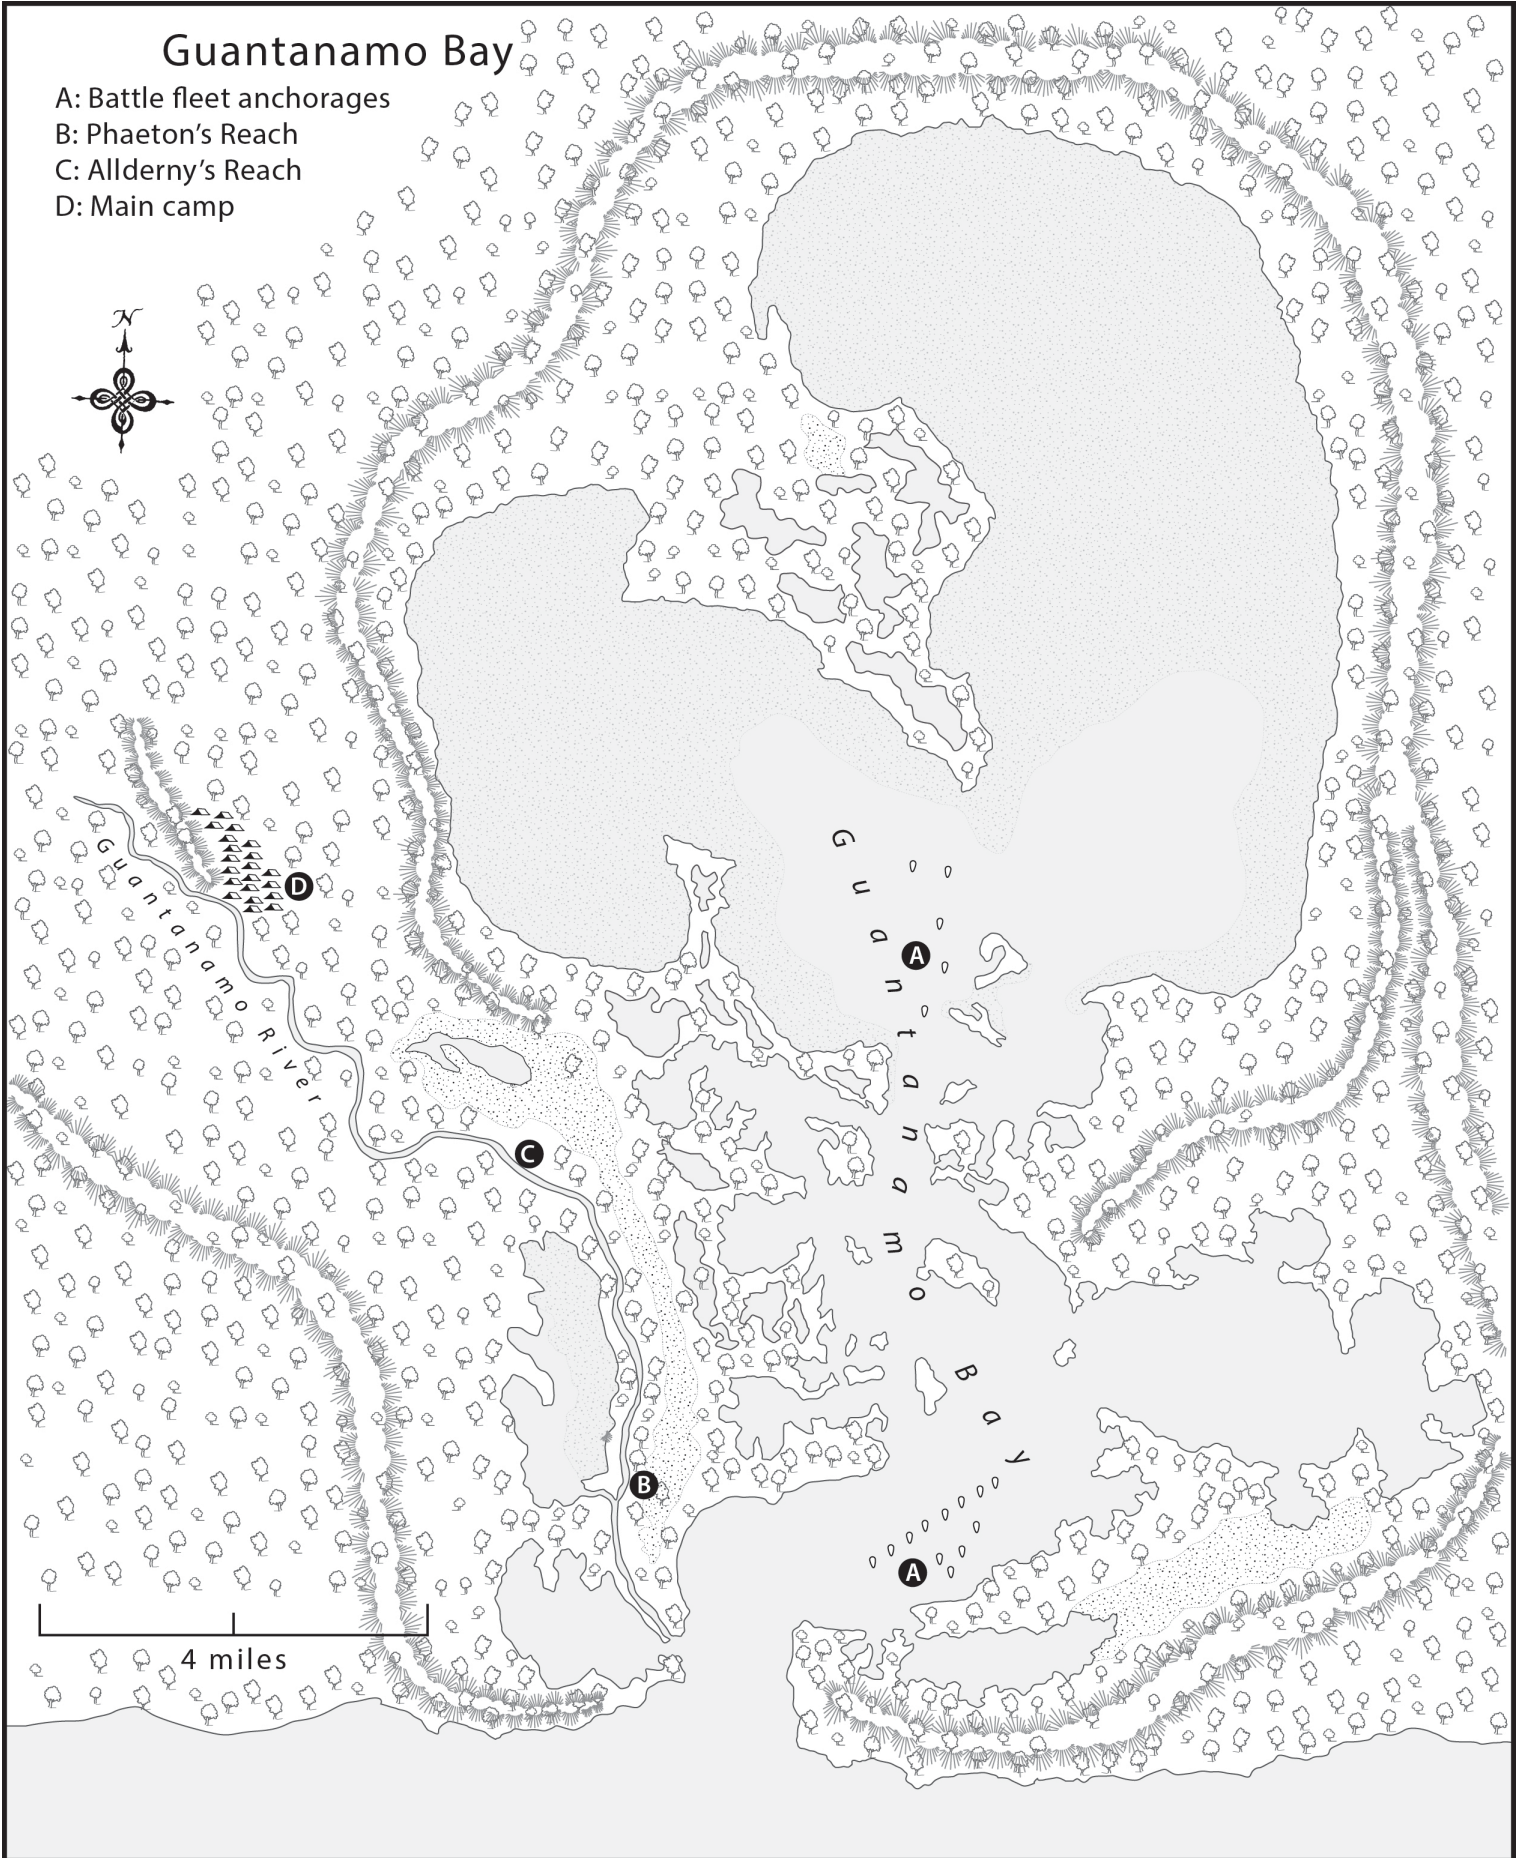 Guantanamo Bay
A: Battle fleet anchorages
B: Phaeton's Reach
C: Allderny's Reach
D: Main camp
N
Guantanamo Bay
A
D
Guantanamo River
C
B
A
4 miles